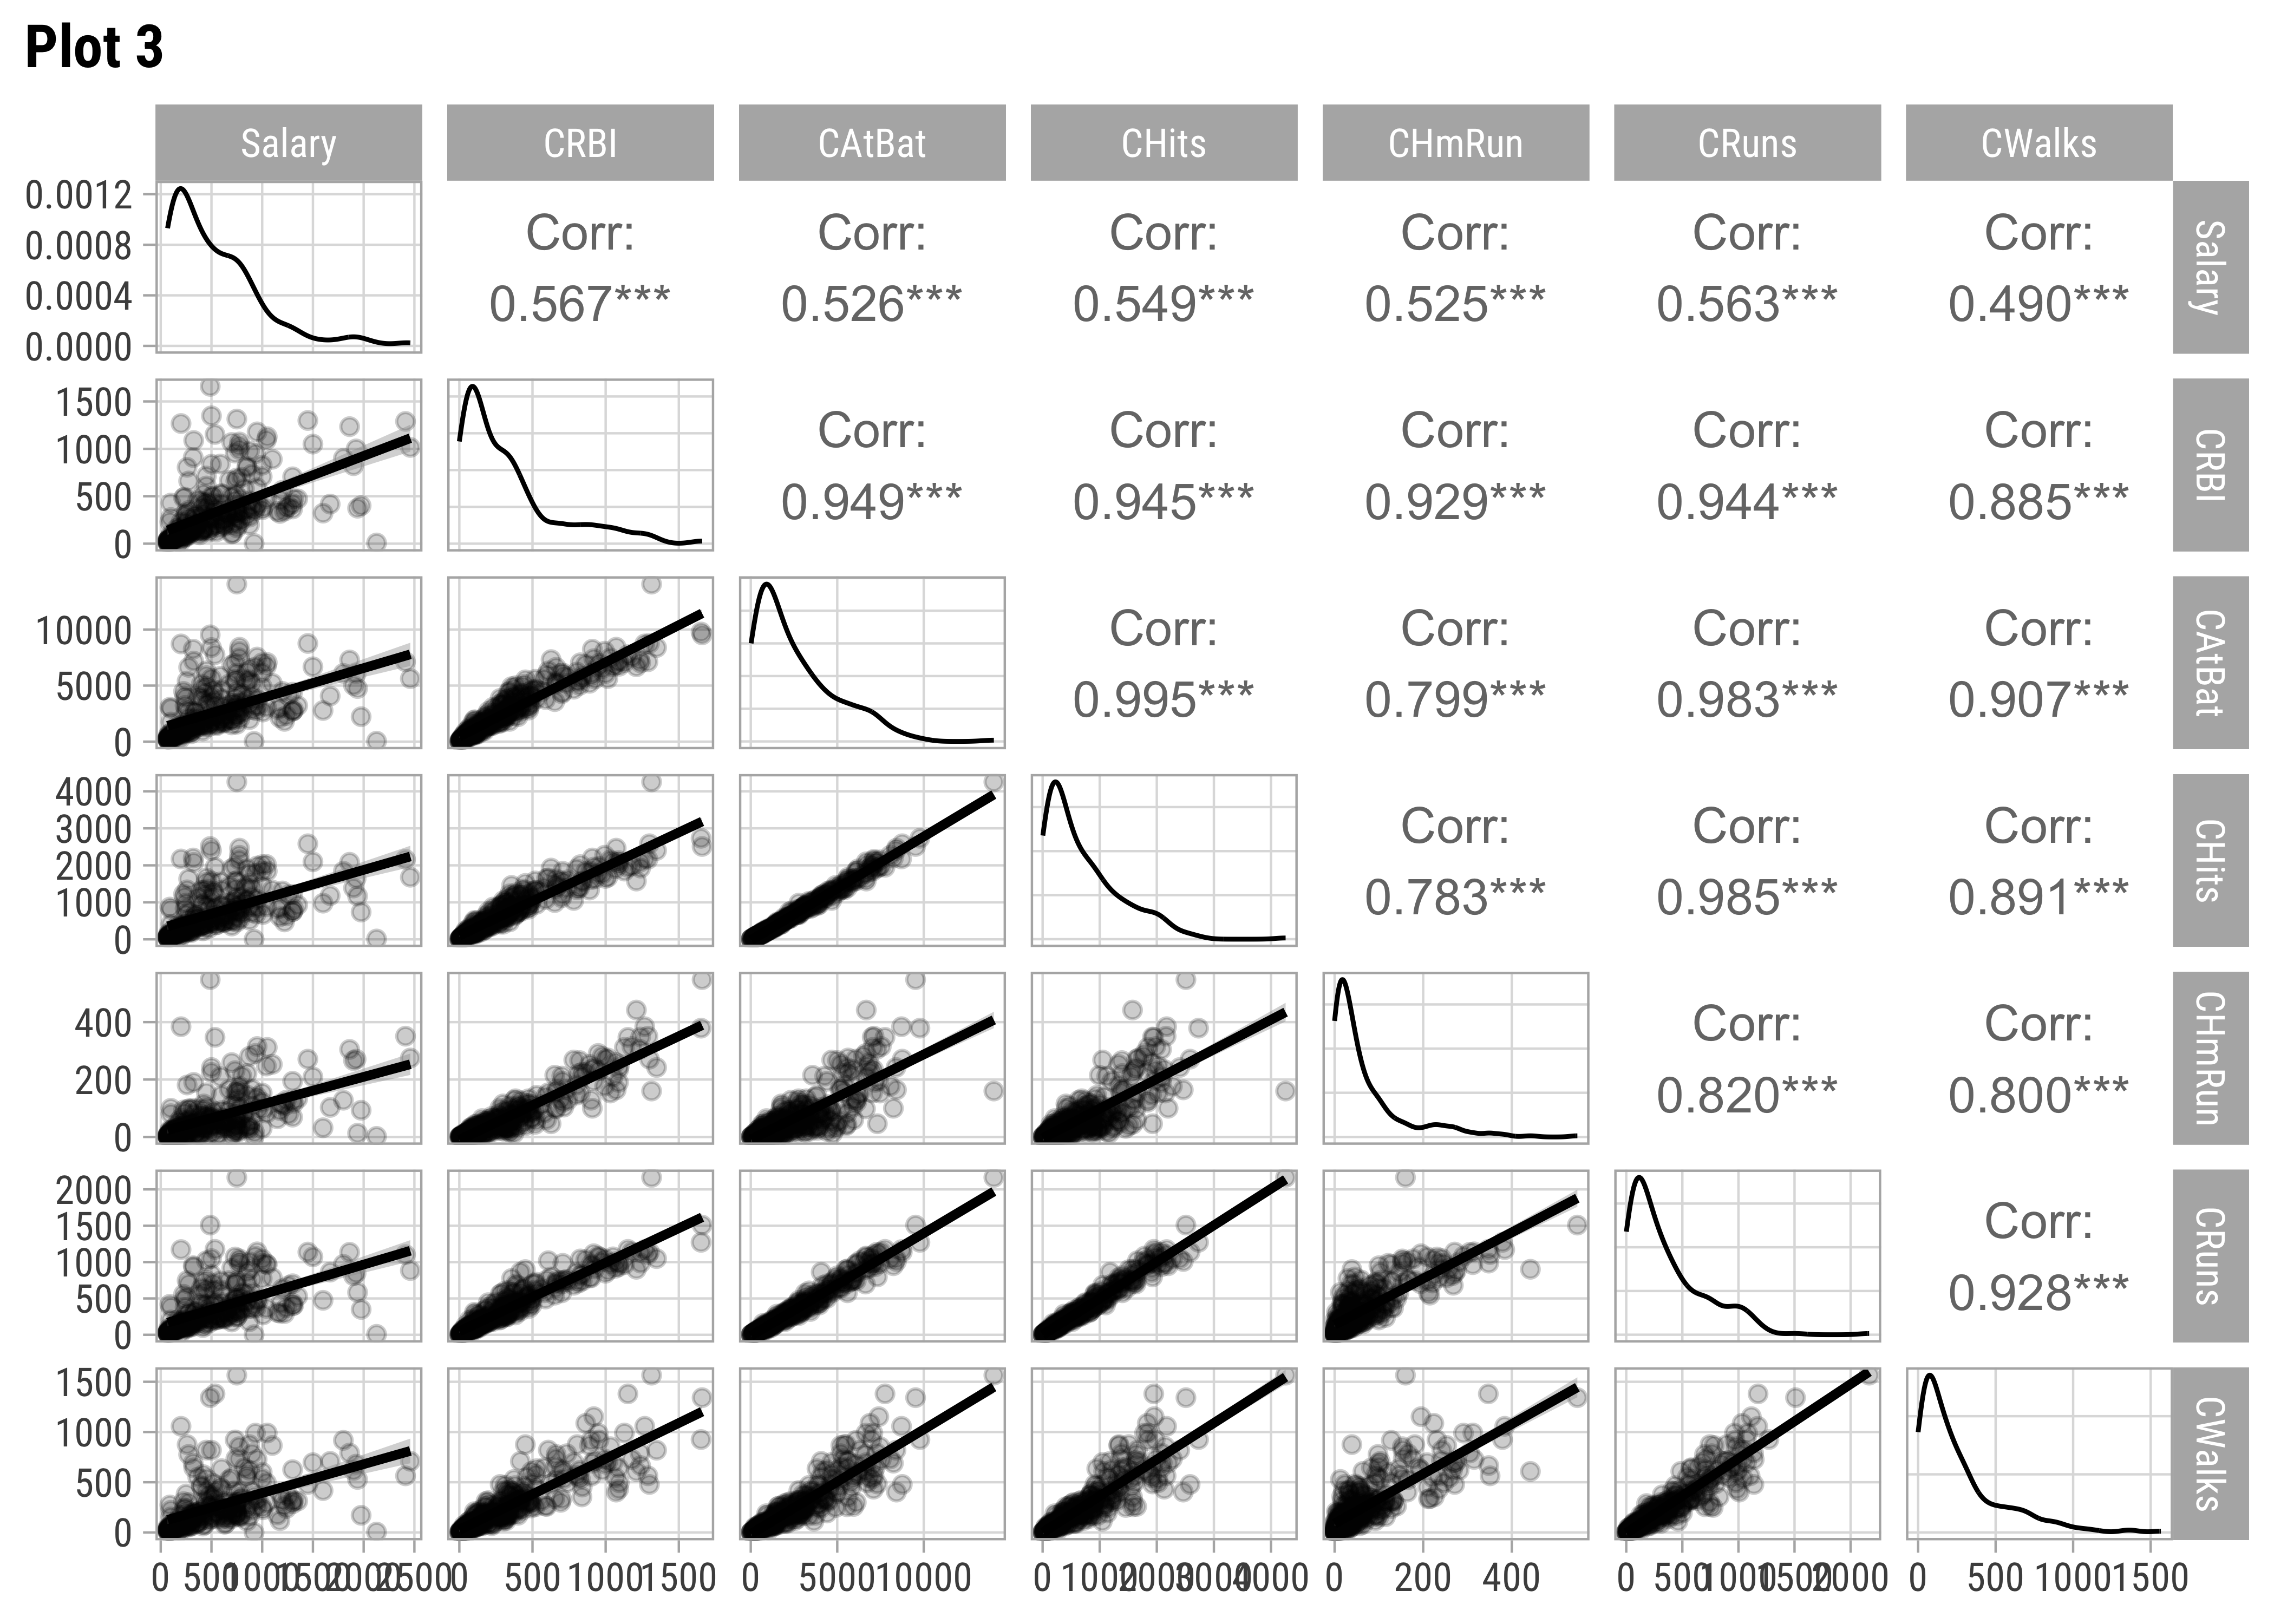 Plot 3
Salary CRBI CAtBat CHits CHmRun CRuns CWalks
0.0012
0.0008
0.0004
0.0000
Corr: Corr: Corr: Corr: Corr: Corr:
0.567*** 0.526*** 0.549*** 0.525*** 0.563*** 0.490***
Salary
1500
1000
500
0
Corr: Corr: Corr: Corr: Corr:
0.949*** 0.945*** 0.929*** 0.944*** 0.885***
CRBI
10000
5000
0
Corr: Corr: Corr: Corr:
0.995*** 0.799*** 0.983*** 0.907***
CAtBat
4000
3000
2000
1000
0
Corr: Corr: Corr:
0.783*** 0.985*** 0.891***
CHits
400
200
0
Corr: Corr:
0.820*** 0.800***
CHmRun
2000
1500
1000
500
0
Corr:
0.928***
CRuns
1500
1000
500
0
CWalks
0 500 1000 1500 2000 2500 0 500 1000 1500 0 5000 10000 0 1000 2000 3000 4000 0 200 400 0 500 1000 1500 2000 0 500 1000 1500